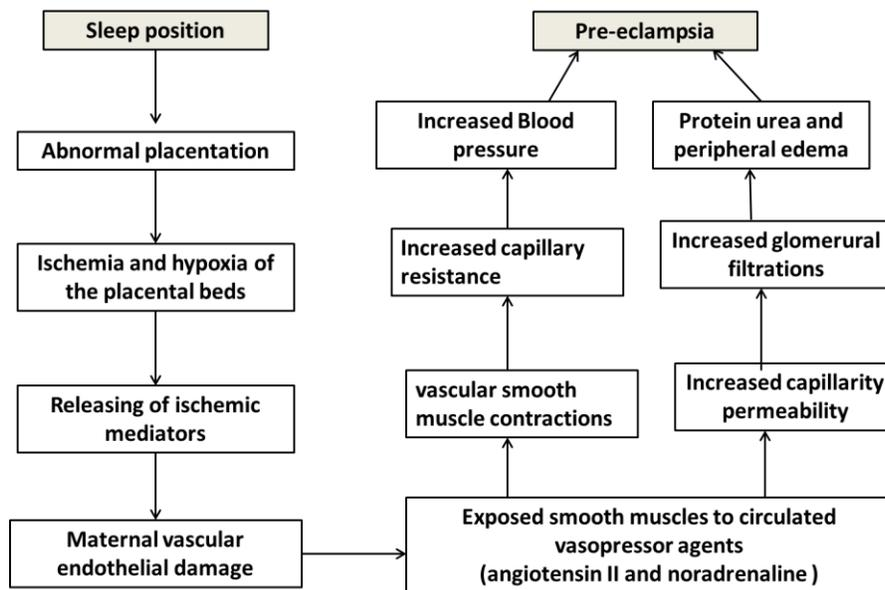 Sleep position
Abnormal placentation
Ischemia and hypoxia of
the placental beds
Releasing of ischemic
mediators
Maternal vascular
endothelial damage
Exposed smooth muscles to circulated
vasopressor agents
(angiotensin II and noradrenaline )
vascular smooth
muscle contractions
Increased capillary
resistance
Increased Blood
pressure
Increased capillarity
permeability
Increased glomerural
filtrations
Protein urea and
peripheral edema
Pre-eclampsia